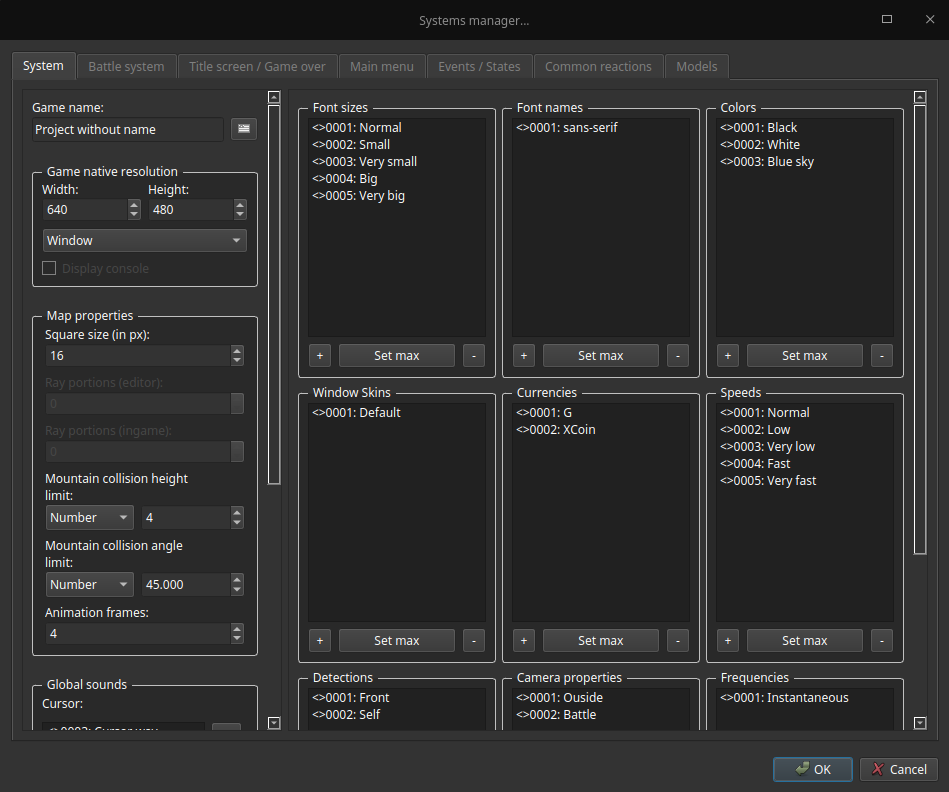 Systems manager...
System
Battle system
Title screen / Game over
Main menu
Events / States
Common reactions
Models
Game name:
Project without name
Game native resolution
Width:
Height:
640
480
Window
Display console
Map properties
Square size (in px):
16
Ray portions (editor):
0
Ray portions (ingame):
0
Mountain collision height
limit:
Number
4
Mountain collision angle
limit:
Number
45.000
Animation frames:
4
Global sounds
Cursor:
Font sizes
<>0001: Normal
<>0002: Small
<>0003: Very small
<>0004: Big
<>0005: Very big
+
Set max
-
Font names
<>0001: sans-serif
+
Set max
-
Colors
<>0001: Black
<>0002: White
<>0003: Blue sky
+
Set max
-
Window Skins
<>0001: Default
+
Set max
-
Currencies
<>0001: G
<>0002: XCoin
+
Set max
-
Speeds
<>0001: Normal
<>0002: Low
<>0003: Very low
<>0004: Fast
<>0005: Very fast
+
Set max
-
Detections
<>0001: Front
<>0002: Self
Camera properties
<>0001: Ouside
<>0002: Battle
Frequencies
<>0001: Instantaneous
OK
Cancel